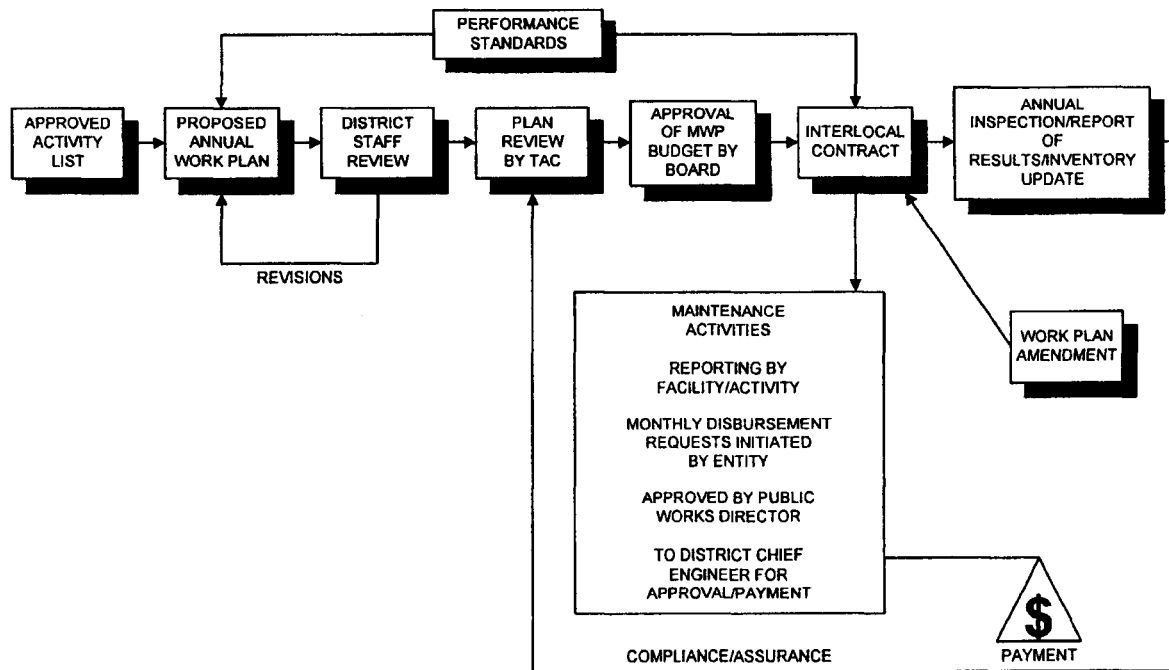 PERFORMANCE
STANDARDS
APPROVED
ACTIVITY
LIST
PROPOSED
ANNUAL
WORK PLAN
DISTRICT
STAFF
REVIEW
PLAN
REVIEW
BY TAC
APPROVAL
OF MWP
BUDGET BY
BOARD
INTERLOCAL
CONTRACT
ANNUAL
INSPECTION/REPORT
OF
RESULTS/INVENTORY
UPDATE
REVISIONS
MAINTENANCE
ACTIVITIES
REPORTING BY
FACILITY/ACTIVITY
MONTHLY DISBURSEMENT
REQUESTS INITIATED
BY ENTITY
APPROVED BY PUBLIC
WORKS DIRECTOR
TO DISTRICT CHIEF
ENGINEER FOR
APPROVAL/PAYMENT
WORK PLAN
AMENDMENT
$
PAYMENT
COMPLIANCE/ASSURANCE